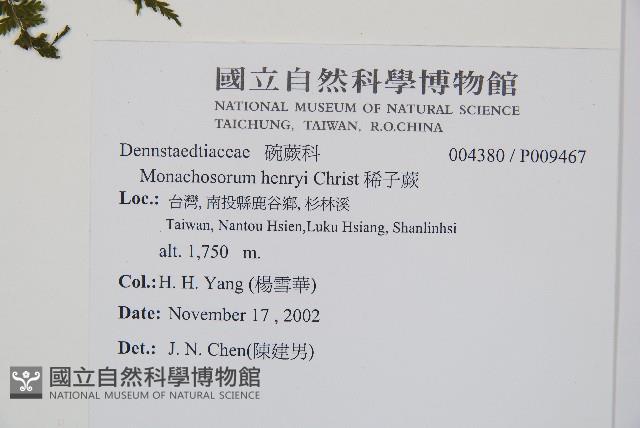 國立自然科學博物館
NATIONAL MUSEUM OF NATURAL SCIENCE
TAICHUNG, TAIWAN, R.O.CHINA
Dennstaedtiaceae 碗蕨科 004380 / P009467
Monachosorum henryi Christ 稀子蕨
Loc.: 台灣, 南投縣鹿谷鄉, 杉林溪
Taiwan, Nantou Hsien,Luku Hsiang, Shanlinhsi
alt. 1,750 m.
Col.: H. H. Yang (楊雪華)
Date: November 17 , 2002
Det.: J. N. Chen(陳建男)
國立自然科學博物館
NATIONAL MUSEUM OF NATURAL SCIENCE